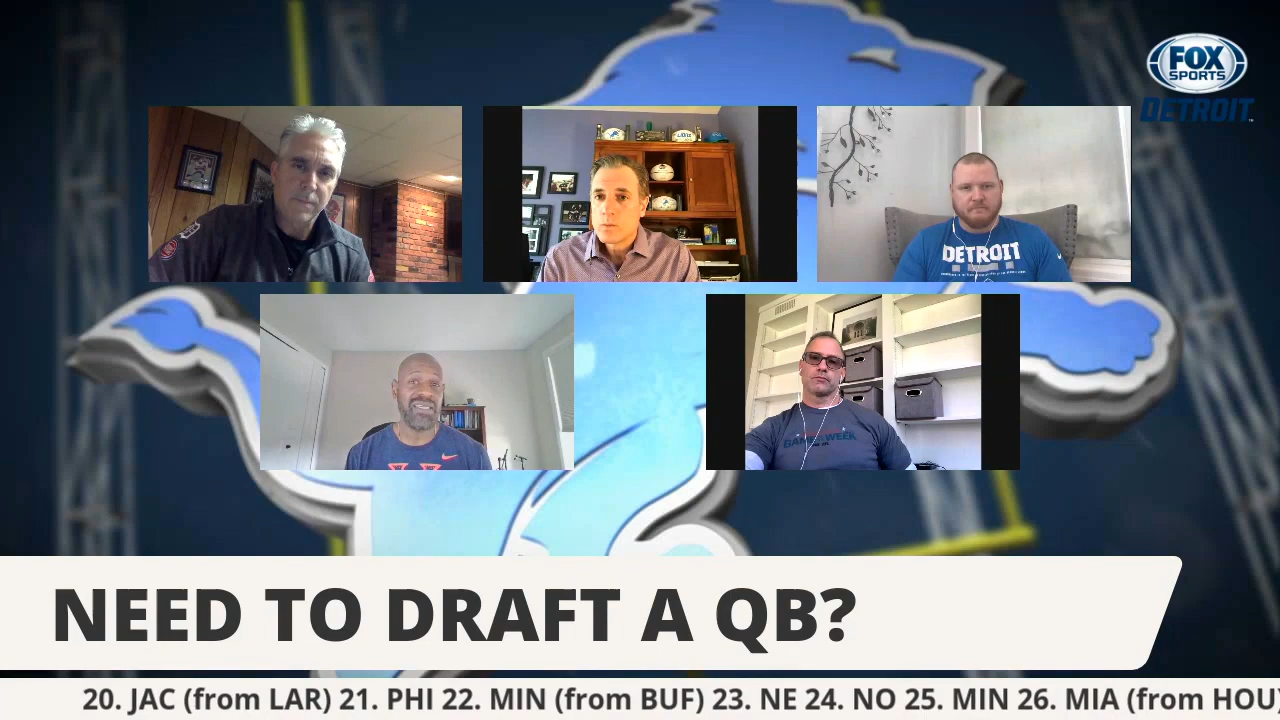 FOX
SPORTS
DETROIT
DETROIT
NEED TO DRAFT A QB?
20. JAC (from LAR) 21. PHI 22. MIN (from BUF) 23. NE 24. NO 25. MIN 26. MIA (from HOU)